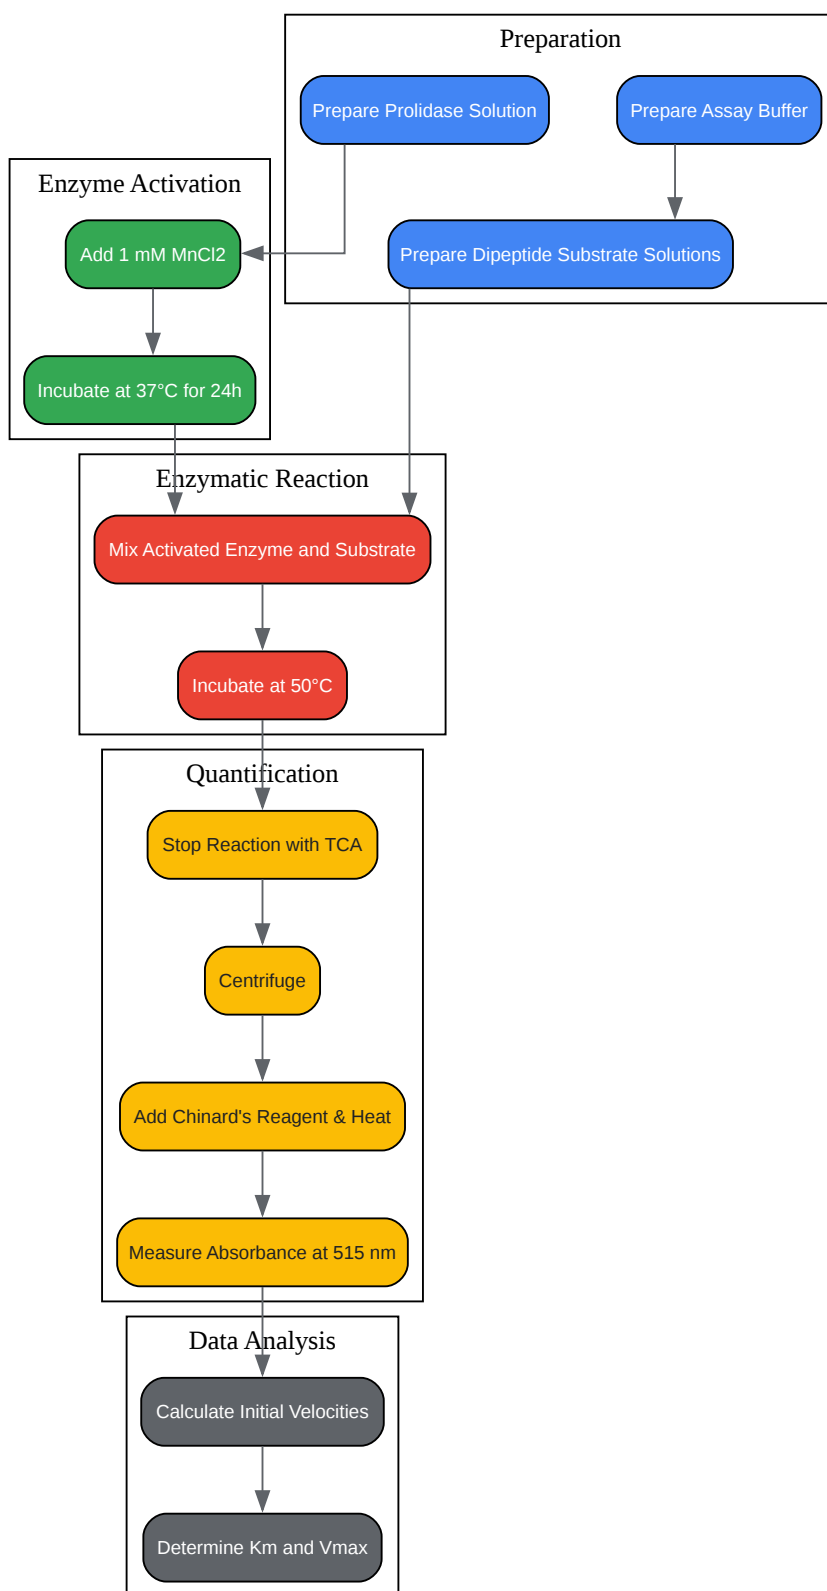 Preparation
Prepare Prolidase Solution
Prepare Assay Buffer
Enzyme Activation
Add 1 mM MnCl2
Prepare Dipeptide Substrate Solutions
Incubate at 37°C for 24h
Enzymatic Reaction
Mix Activated Enzyme and Substrate
Incubate at 50°C
Quantification
Stop Reaction with TCA
Centrifuge
Add Chinard's Reagent & Heat
Measure Absorbance at 515 nm
Data Analysis
Calculate Initial Velocities
Determine Km and Vmax